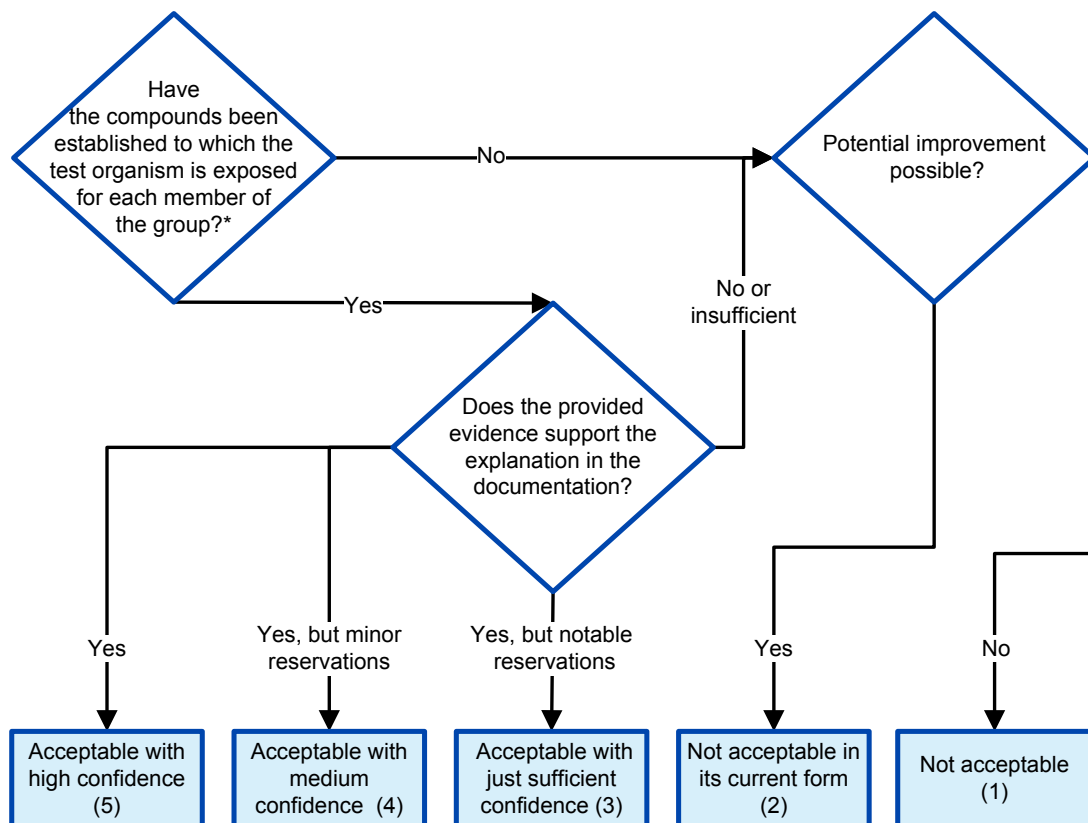 Have
the compounds been
established to which the
test organism is exposed
for each member of
the group?*
No
Potential improvement
possible?
Yes
No or
insufficient
Does the provided
evidence support the
explanation in the
documentation?
Yes
Yes, but minor
reservations
Yes, but notable
reservations
Yes
No
Acceptable with
high confidence
(5)
Acceptable with
medium
confidence (4)
Acceptable with
just sufficient
confidence (3)
Not acceptable in
its current form
(2)
Not acceptable
(1)